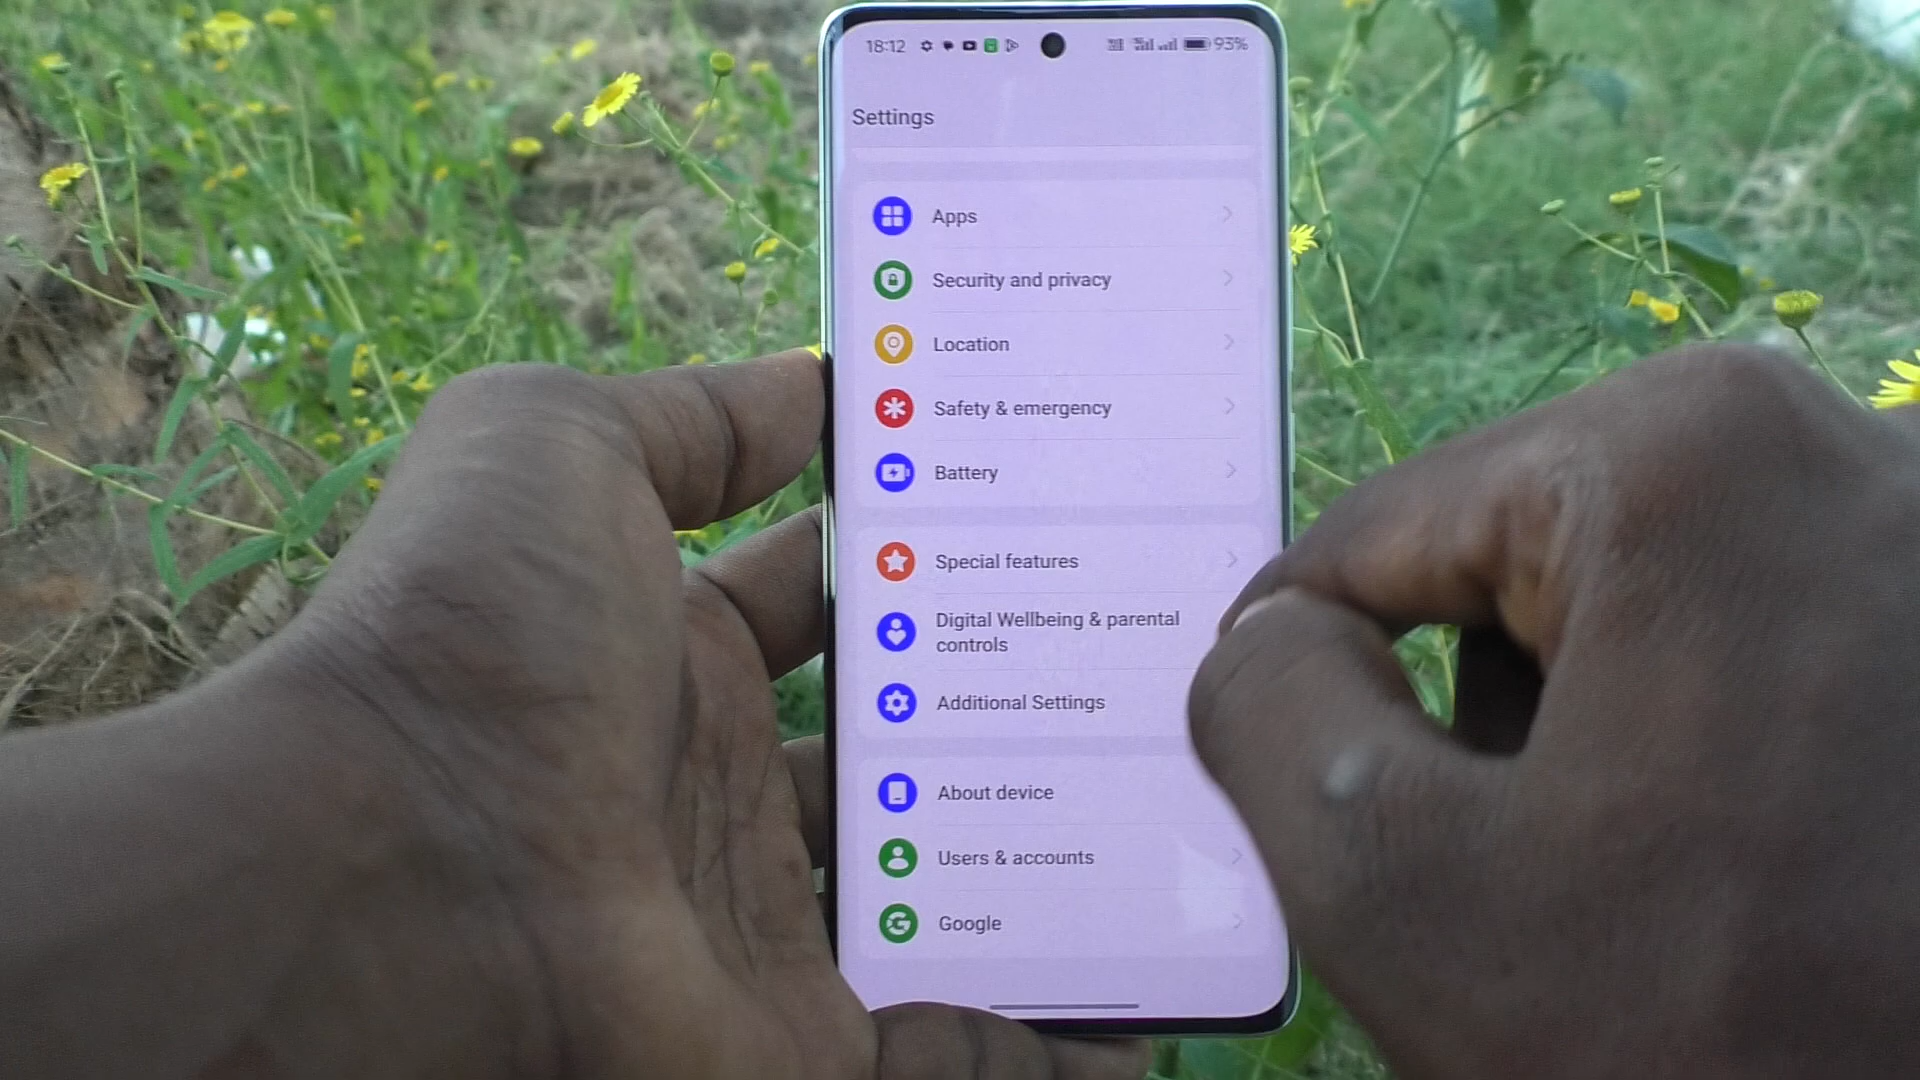 18:12 93%
Settings
Apps
Security and privacy
Location
Safety & emergency
Battery
Special features
Digital Wellbeing & parental
controls
Additional Settings
About device
Users & accounts
Google